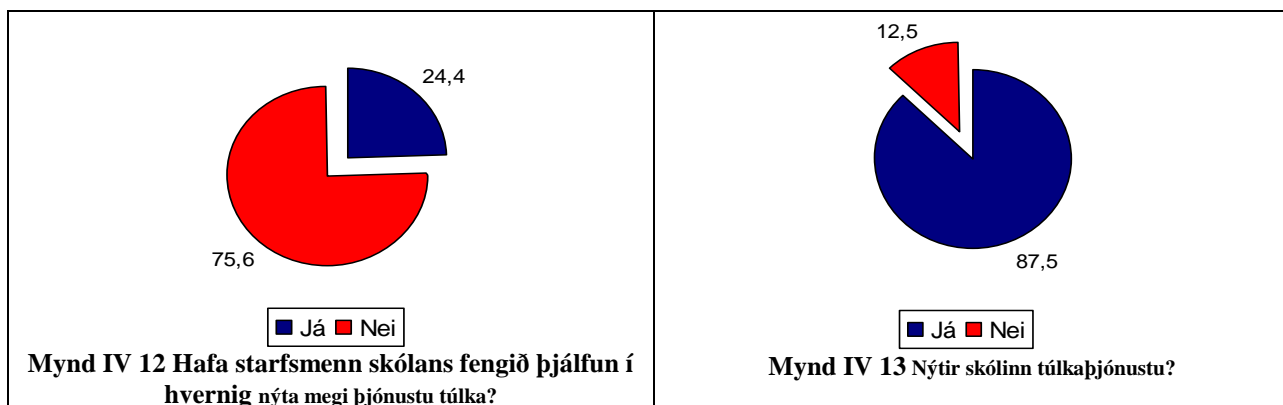 24,4
75,6
Já Nei
Mynd IV 12 Hafa starfsmenn skólans fengið þjálfun í
hvernig nýta megi þjónustu túlka?
12,5
87,5
Já Nei
Mynd IV 13 Nýtir skólinn túlkaþjónustu?